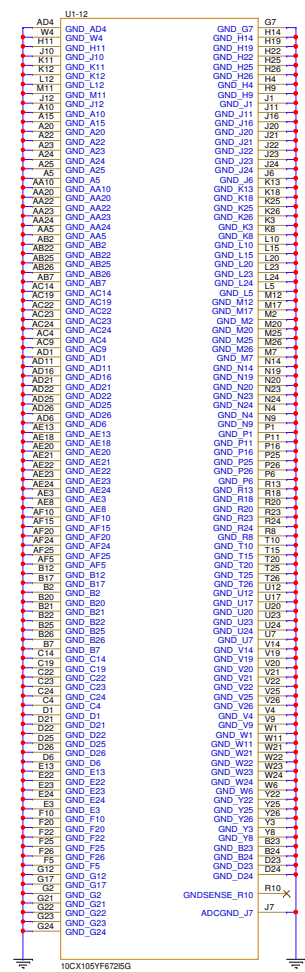 U1-12
AD4 GND_AD4
W4 GND_W4
H11 GND_H11
J10 GND_J10
K11 GND_K11
K12 GND_K12
L12 GND_L12
M11 GND_M11
J12 GND_J12
A10 GND_A10
A15 GND_A15
A20 GND_A20
A22 GND_A22
A23 GND_A23
A24 GND_A24
A25 GND_A25
A5 GND_A5
AA10 GND_AA10
AA20 GND_AA20
AA22 GND_AA22
AA23 GND_AA23
AA24 GND_AA24
AA5 GND_AA5
AB2 GND_AB2
AB22 GND_AB22
AB25 GND_AB25
AB26 GND_AB26
AB7 GND_AB7
AC14 GND_AC14
AC19 GND_AC19
AC22 GND_AC22
AC23 GND_AC23
AC24 GND_AC24
AC4 GND_AC4
AC9 GND_AC9
AD1 GND_AD1
AD11 GND_AD11
AD16 GND_AD16
AD21 GND_AD21
AD22 GND_AD22
AD25 GND_AD25
AD26 GND_AD26
AD6 GND_AD6
AE13 GND_AE13
AE18 GND_AE18
AE20 GND_AE20
AE21 GND_AE21
AE22 GND_AE22
AE23 GND_AE23
AE24 GND_AE24
AE3 GND_AE3
AE8 GND_AE8
AF10 GND_AF10
AF15 GND_AF15
AF20 GND_AF20
AF24 GND_AF24
AF25 GND_AF25
AF5 GND_AF5
B12 GND_B12
B17 GND_B17
B2 GND_B2
B20 GND_B20
B21 GND_B21
B22 GND_B22
B25 GND_B25
B26 GND_B26
B7 GND_B7
C14 GND_C14
C19 GND_C19
C22 GND_C22
C23 GND_C23
C24 GND_C24
C4 GND_C4
D1 GND_D1
D21 GND_D21
D22 GND_D22
D25 GND_D25
D26 GND_D26
D6 GND_D6
E13 GND_E13
E22 GND_E22
E23 GND_E23
E24 GND_E24
E3 GND_E3
F10 GND_F10
F20 GND_F20
F22 GND_F22
F25 GND_F25
F26 GND_F26
F5 GND_F5
G12 GND_G12
G17 GND_G17
G2 GND_G2
G21 GND_G21
G22 GND_G22
G23 GND_G23
G24 GND_G24
GND_G7 G7
GND_H14 H14
GND_H19 H19
GND_H22 H22
GND_H25 H25
GND_H26 H26
GND_H4 H4
GND_H9 H9
GND_J1 J1
GND_J11 J11
GND_J16 J16
GND_J20 J20
GND_J21 J21
GND_J22 J22
GND_J23 J23
GND_J24 J24
GND_J6 J6
GND_K13 K13
GND_K18 K18
GND_K25 K25
GND_K26 K26
GND_K3 K3
GND_K8 K8
GND_L10 L10
GND_L15 L15
GND_L20 L20
GND_L23 L23
GND_L24 L24
GND_L5 L5
GND_M12 M12
GND_M17 M17
GND_M2 M2
GND_M20 M20
GND_M25 M25
GND_M26 M26
GND_M7 M7
GND_N14 N14
GND_N19 N19
GND_N20 N20
GND_N23 N23
GND_N24 N24
GND_N4 N4
GND_N9 N9
GND_P1 P1
GND_P11 P11
GND_P16 P16
GND_P25 P25
GND_P26 P26
GND_P6 P6
GND_R13 R13
GND_R18 R18
GND_R20 R20
GND_R23 R23
GND_R24 R24
GND_R8 R8
GND_T10 T10
GND_T15 T15
GND_T20 T20
GND_T25 T25
GND_T26 T26
GND_U12 U12
GND_U17 U17
GND_U20 U20
GND_U23 U23
GND_U24 U24
GND_U7 U7
GND_V14 V14
GND_V19 V19
GND_V20 V20
GND_V21 V21
GND_V22 V22
GND_V25 V25
GND_V26 V26
GND_V4 V4
GND_V9 V9
GND_W1 W1
GND_W11 W11
GND_W21 W21
GND_W22 W22
GND_W23 W23
GND_W24 W24
GND_W6 W6
GND_Y22 Y22
GND_Y25 Y25
GND_Y26 Y26
GND_Y3 Y3
GND_Y8 Y8
GND_B23 B23
GND_B24 B24
GND_D23 D23
GND_D24 D24
GNDSENSE_R10 R10
ADCGND_J7 J7
10CX105YF672I5G